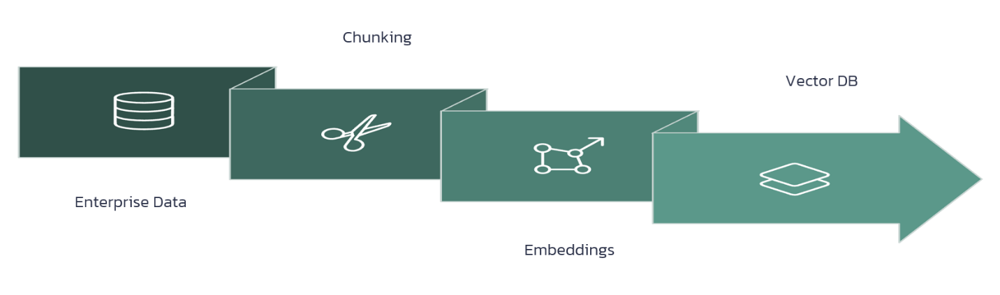 Enterprise Data
Chunking
Embeddings
Vector DB